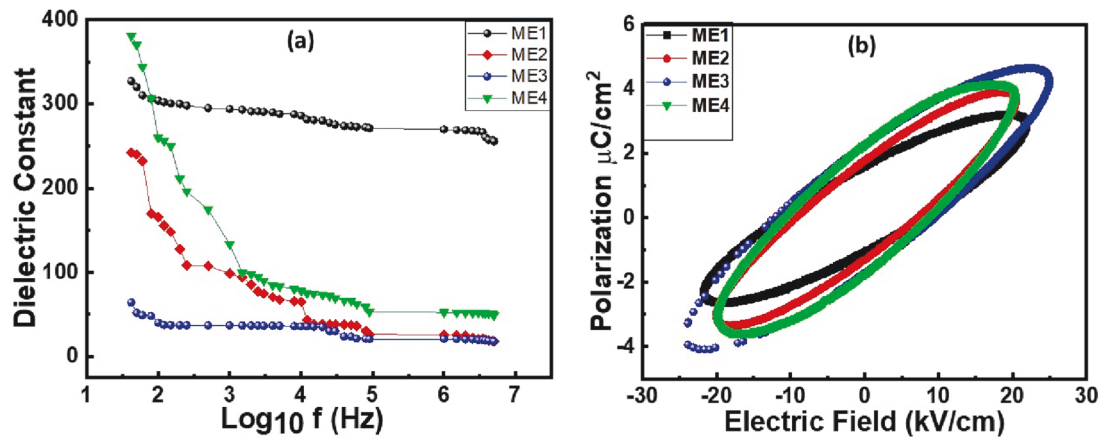 (a)
ME1
ME2
ME3
ME4
Dielectric Constant
400
300
200
100
0
1 2 3 4 5 6 7
Log10 f (Hz)
(b)
ME1
ME2
ME3
ME4
Polarization μC/cm2
6
4
2
0
-2
-4
-30 -20 -10 0 10 20 30
Electric Field (kV/cm)